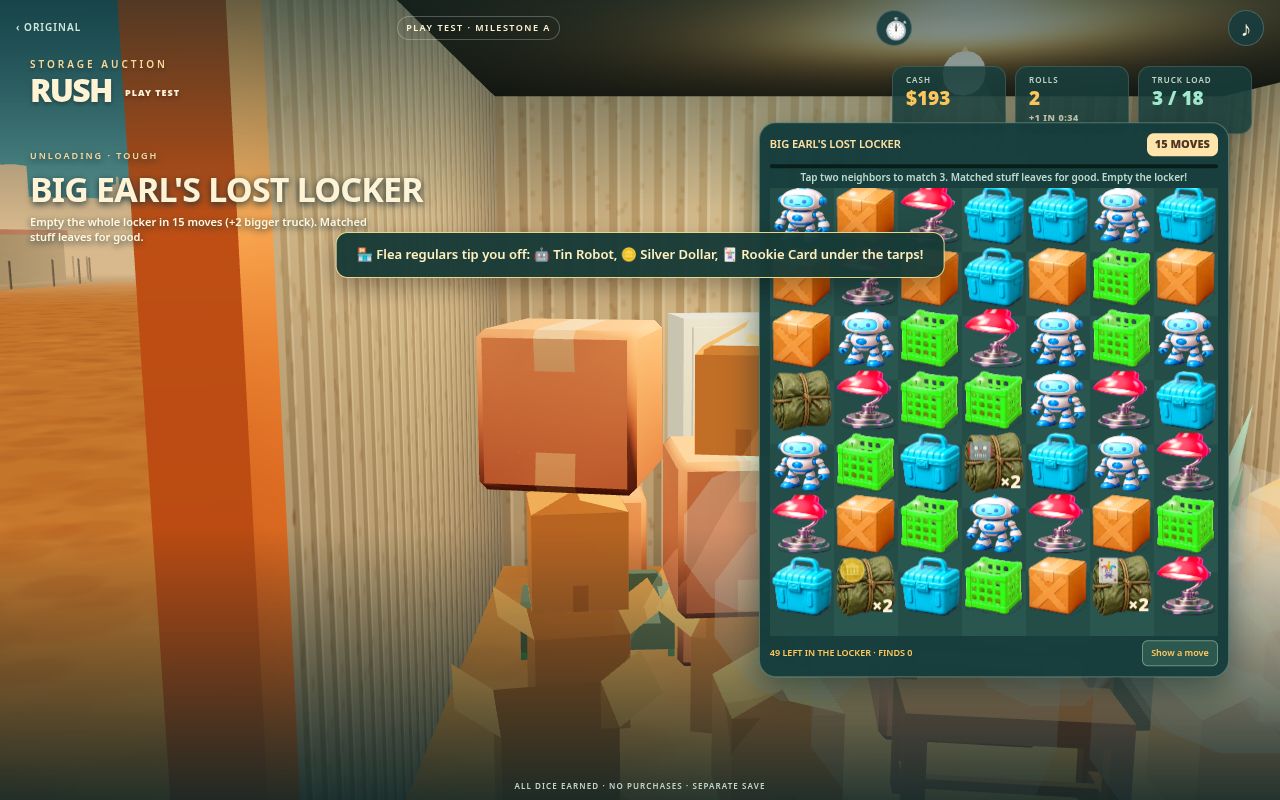 ‹ ORIGINAL
PLAY TEST · MILESTONE A
STORAGE AUCTION
RUSH PLAY TEST
CASH
$193
ROLLS
2
+1 IN 0:34
TRUCK LOAD
3 / 18
UNLOADING · TOUGH
BIG EARL'S LOST LOCKER
Empty the whole locker in 15 moves (+2 bigger truck). Matched
stuff leaves for good.
BIG EARL'S LOST LOCKER
15 MOVES
Tap two neighbors to match 3. Matched stuff leaves for good. Empty the locker!
Flea regulars tip you off: Tin Robot, Silver Dollar, Rookie Card under the tarps!
×2
×2
×2
49 LEFT IN THE LOCKER · FINDS 0
Show a move
ALL DICE EARNED · NO PURCHASES · SEPARATE SAVE